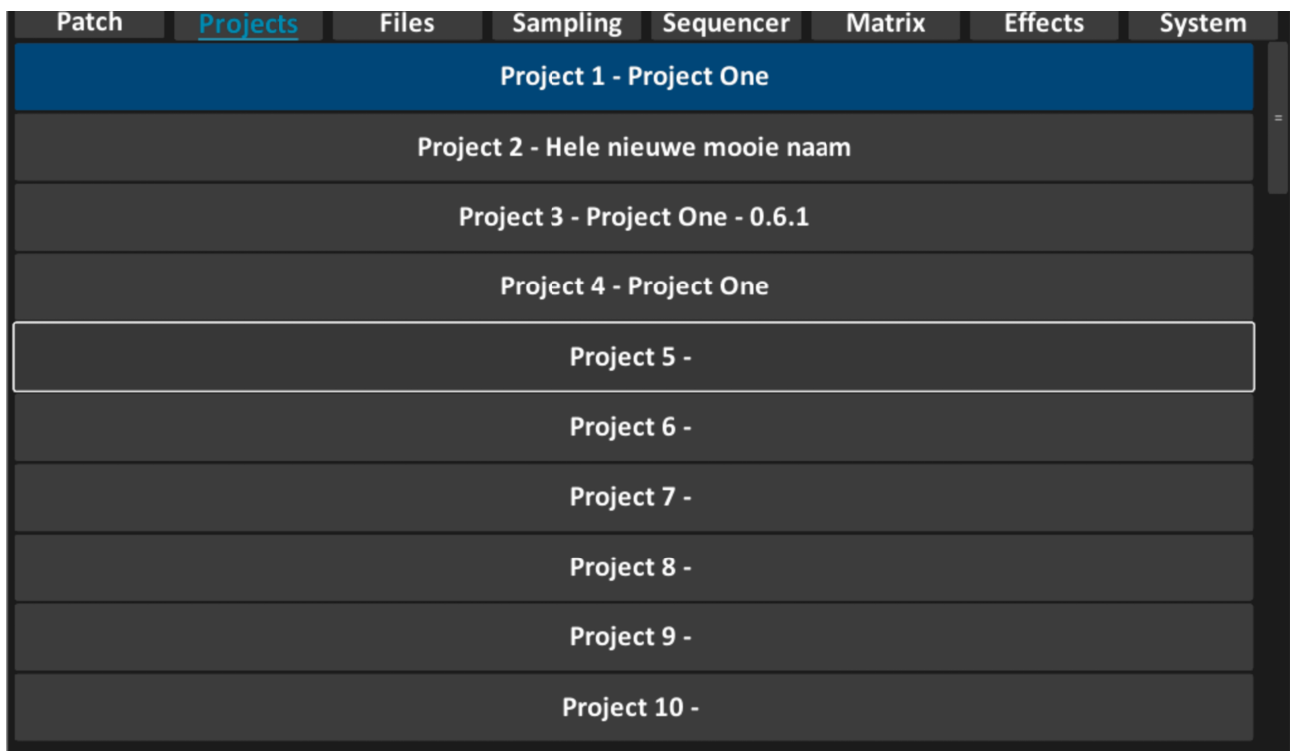 Patch Projects Files Sampling Sequencer Matrix Effects System
Project 1 - Project One
Project 2 - Hele nieuwe mooie naam
Project 3 - Project One - 0.6.1
Project 4 - Project One
Project 5 -
Project 6 -
Project 7 -
Project 8 -
Project 9 -
Project 10 -